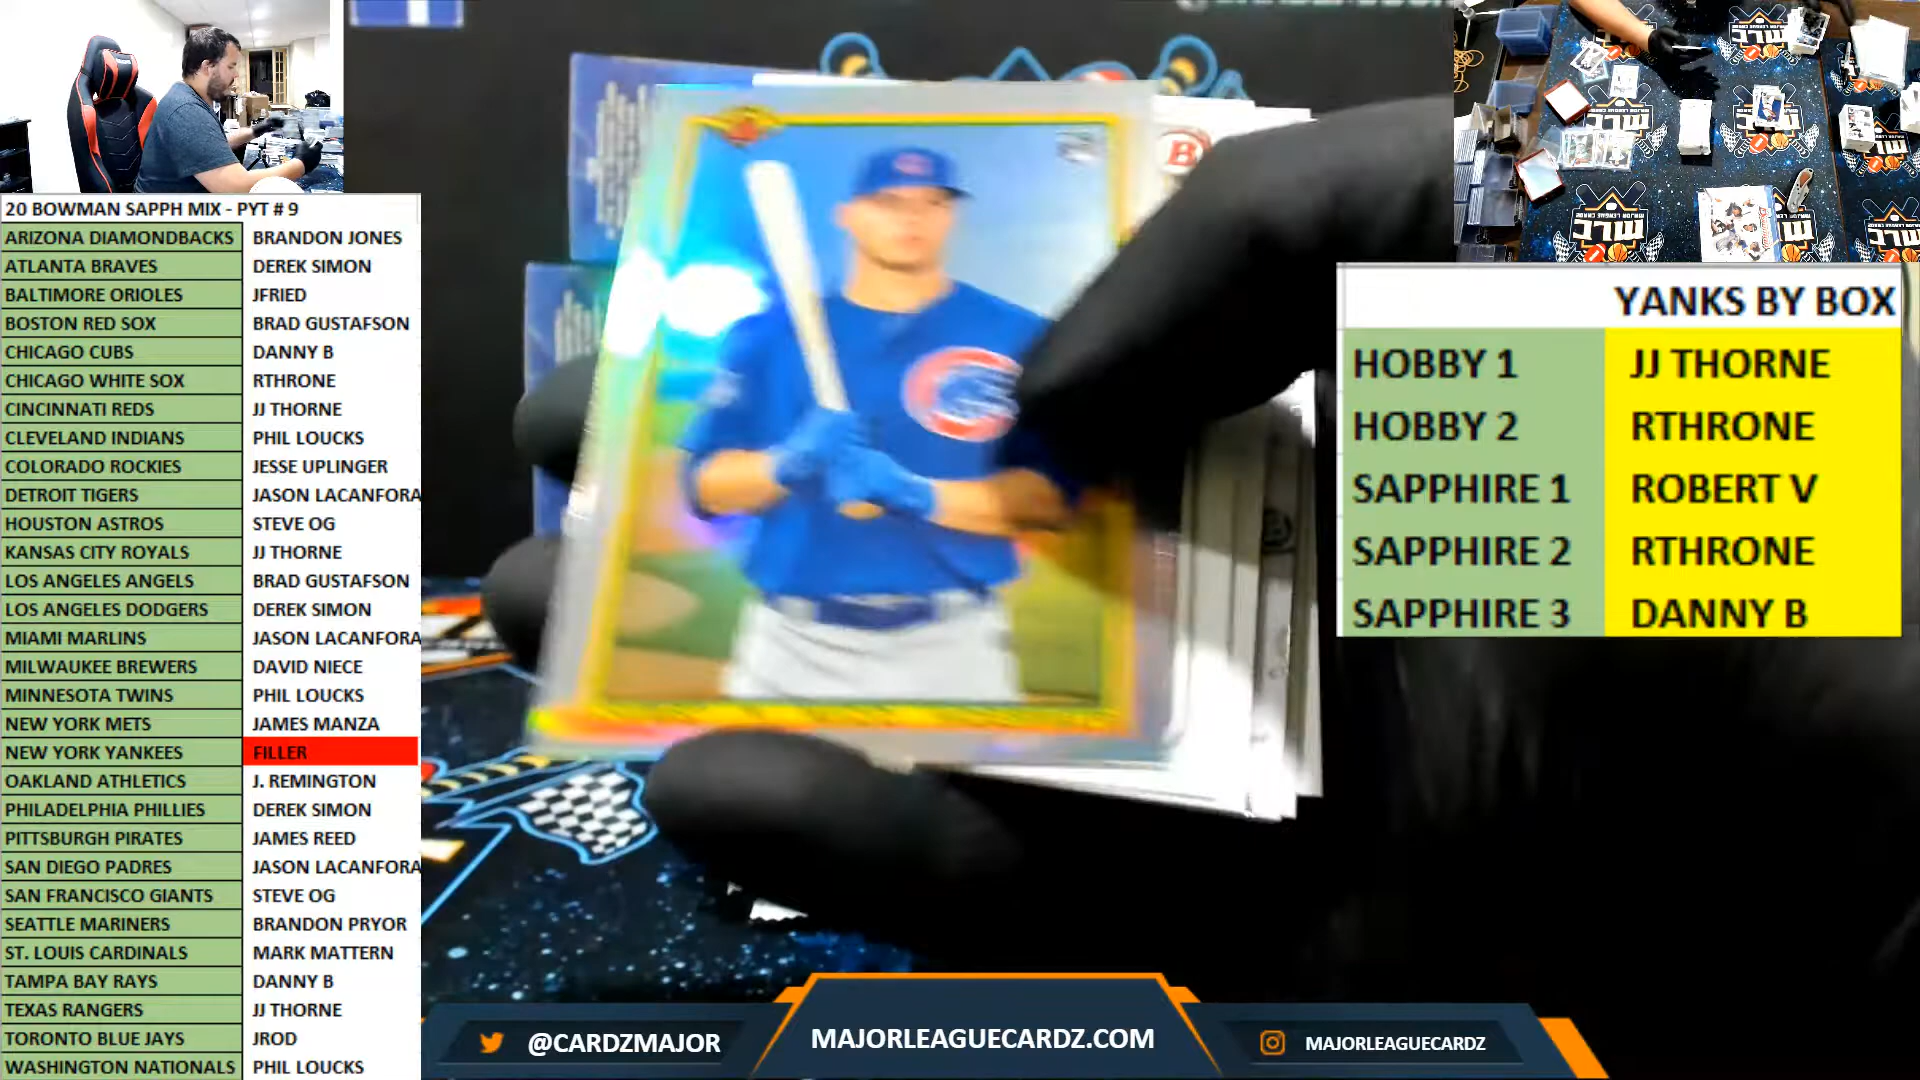 20 BOWMAN SAPPH MIX - PYT # 9
ARIZONA DIAMONDBACKS BRANDON JONES
ATLANTA BRAVES DEREK SIMON
BALTIMORE ORIOLES JFRIED
BOSTON RED SOX BRAD GUSTAFSON
CHICAGO CUBS DANNY B
CHICAGO WHITE SOX RTHRONE
CINCINNATI REDS JJ THORNE
CLEVELAND INDIANS PHIL LOUCKS
COLORADO ROCKIES JESSE UPLINGER
DETROIT TIGERS JASON LACANFORA
HOUSTON ASTROS STEVE OG
KANSAS CITY ROYALS JJ THORNE
LOS ANGELES ANGELS BRAD GUSTAFSON
LOS ANGELES DODGERS DEREK SIMON
MIAMI MARLINS JASON LACANFORA
MILWAUKEE BREWERS DAVID NIECE
MINNESOTA TWINS PHIL LOUCKS
NEW YORK METS JAMES MANZA
NEW YORK YANKEES FILLER
OAKLAND ATHLETICS J. REMINGTON
PHILADELPHIA PHILLIES DEREK SIMON
PITTSBURGH PIRATES JAMES REED
SAN DIEGO PADRES JASON LACANFORA
SAN FRANCISCO GIANTS STEVE OG
SEATTLE MARINERS BRANDON PRYOR
ST. LOUIS CARDINALS MARK MATTERN
TAMPA BAY RAYS DANNY B
TEXAS RANGERS JJ THORNE
TORONTO BLUE JAYS JROD
WASHINGTON NATIONALS PHIL LOUCKS
B
YANKS BY BOX
HOBBY 1 JJ THORNE
HOBBY 2 RTHRONE
SAPPHIRE 1 ROBERT V
SAPPHIRE 2 RTHRONE
SAPPHIRE 3 DANNY B
@CARDZMAJOR
MAJORLEAGUECARDZ.COM
MAJORLEAGUECARDZ